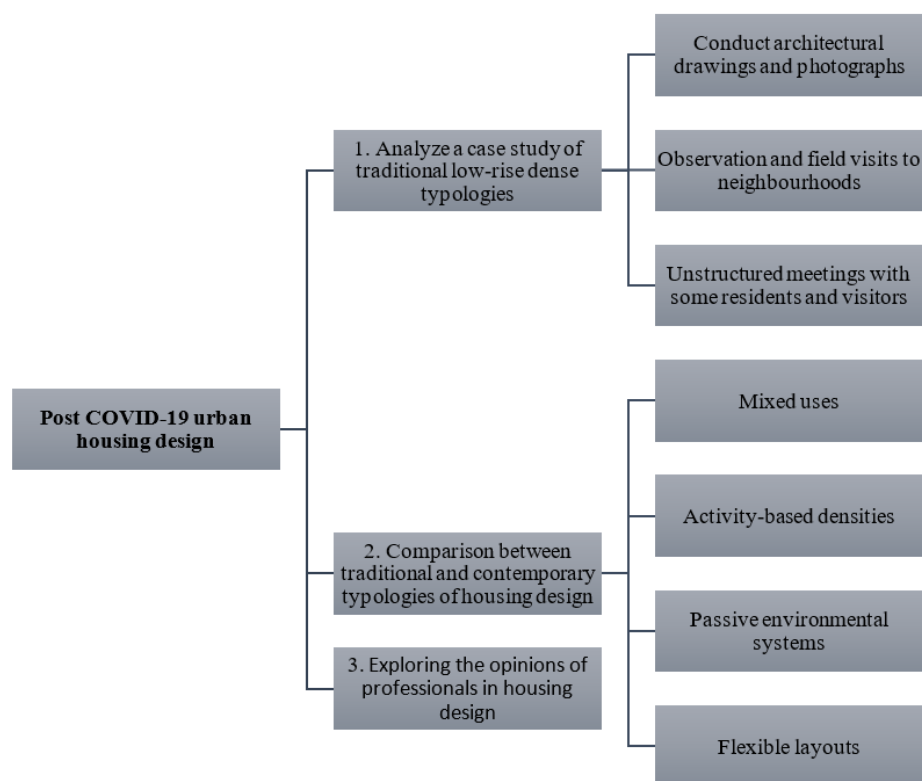 Post COVID-19 urban
housing design
1. Analyze a case study of
traditional low-rise dense
typologies
Conduct architectural
drawings and photographs
Observation and field visits to
neighbourhoods
Unstructured meetings with
some residents and visitors
2. Comparison between
traditional and contemporary
typologies of housing design
Mixed uses
Activity-based densities
Passive environmental
systems
Flexible layouts
3. Exploring the opinions of
professionals in housing
design